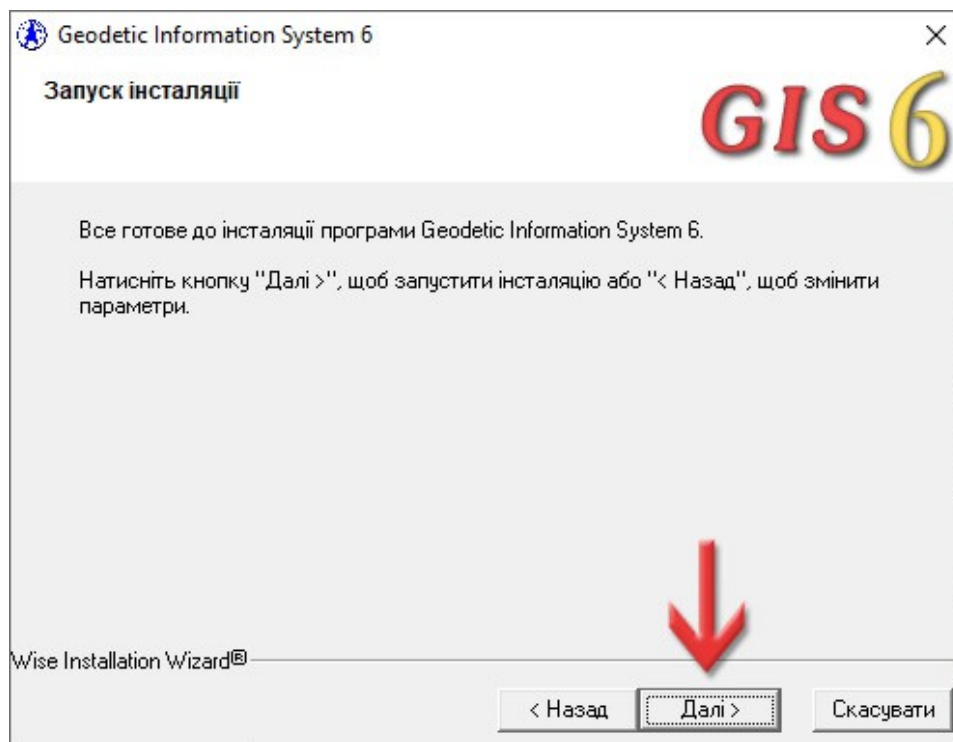 Geodetic Information System 6
Запуск інсталяції
GIS 6
Все готове до інсталяції програми Geodetic Information System 6.
Натисніть кнопку "Далі >", щоб запустити інсталяцію або "< Назад", щоб змінити
параметри.
Wise Installation Wizard®
< Назад
Далі >
Скасувати